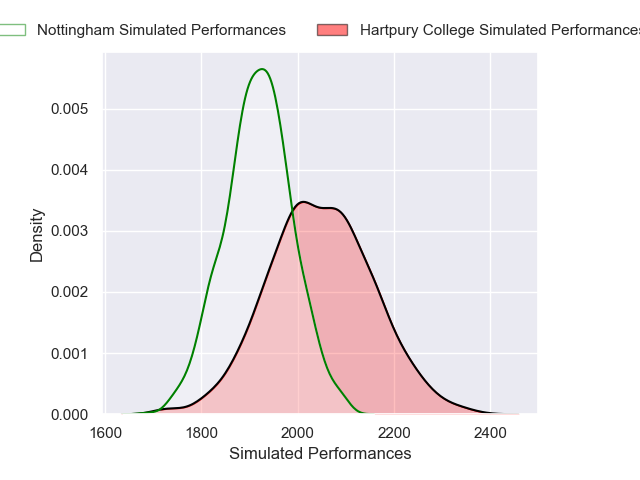 Nottingham Simulated Performances
Hartpury College Simulated Performances
0.005
0.004
0.003
0.002
0.001
0.000
Density
1600 1800 2000 2200 2400
Simulated Performances